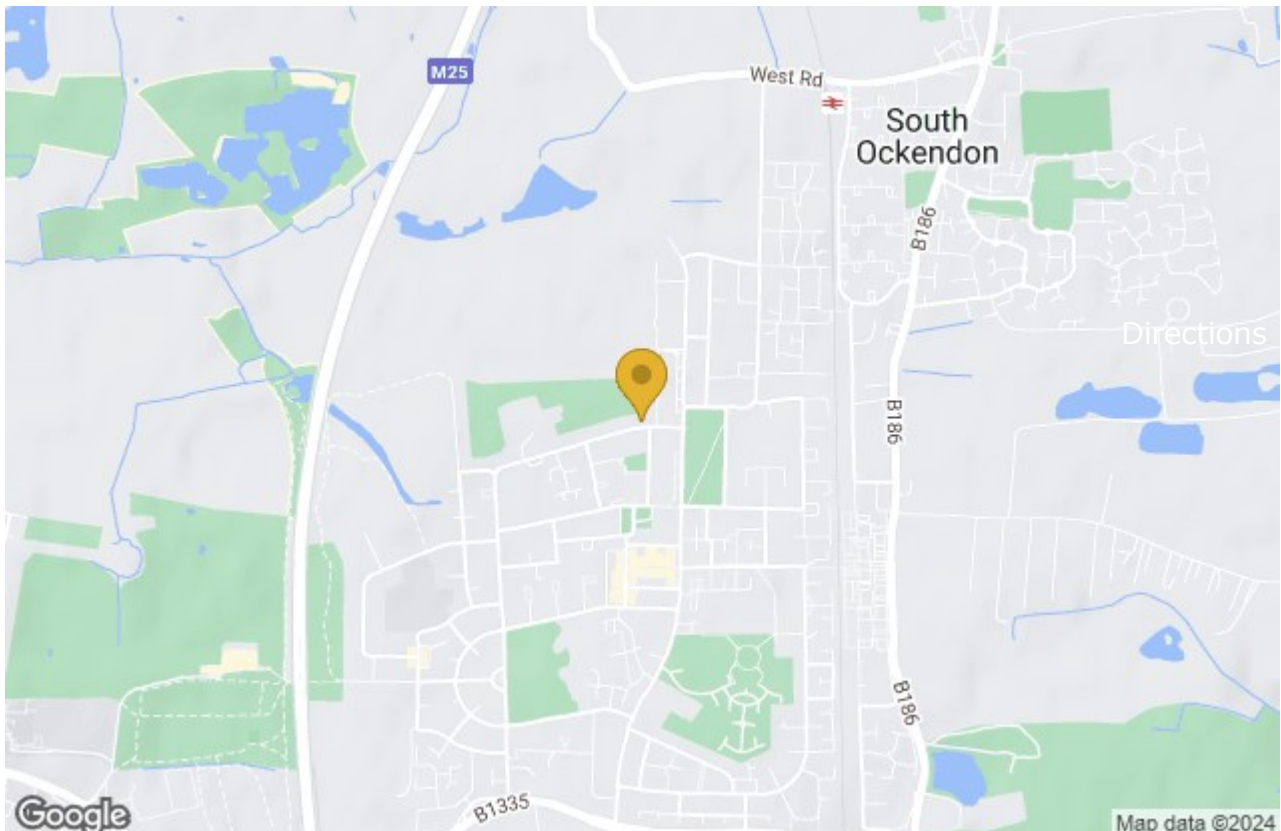 M25
West Rd
South
Ockendon
B186
Directions
B186
B186
B1335
Google
Map data ©2024